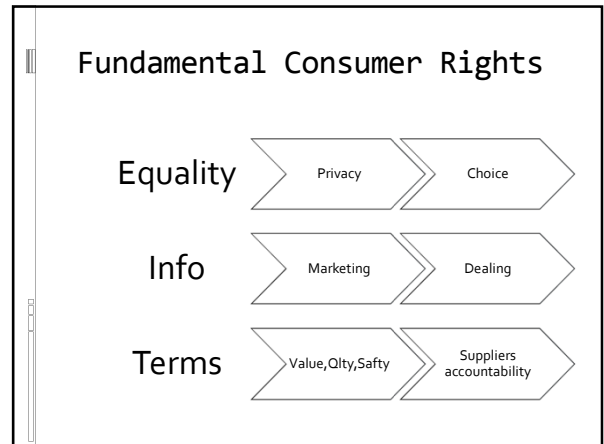 Fundamental Consumer Rights
Equality
Privacy
Choice
Info
Marketing
Dealing
Terms
Value,Qlty,Safty
Suppliers
accountability